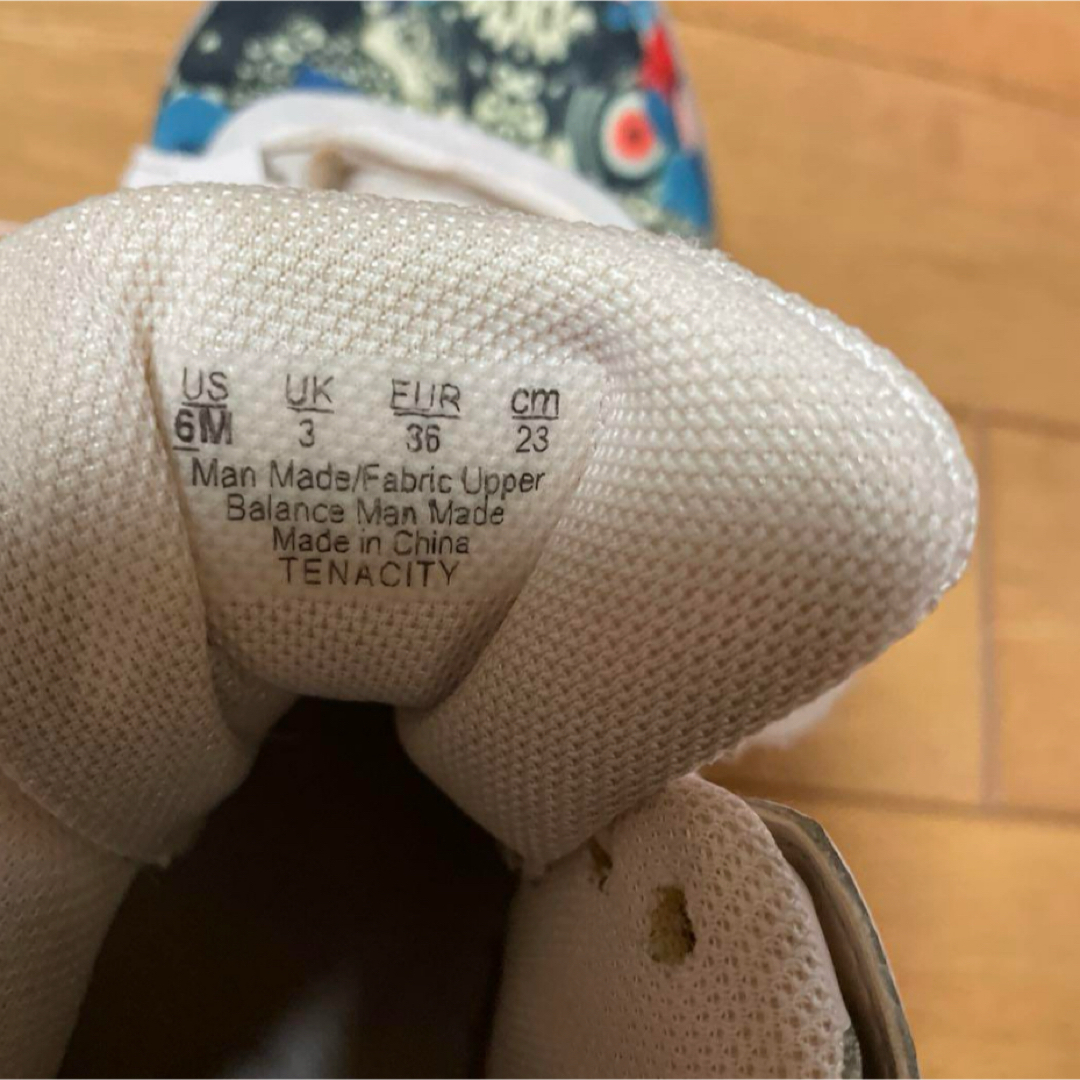 US UK EUR cm
6M 3 36 23
Man Made/Fabric Upper
Balance Man Made
Made in China
TENACITY